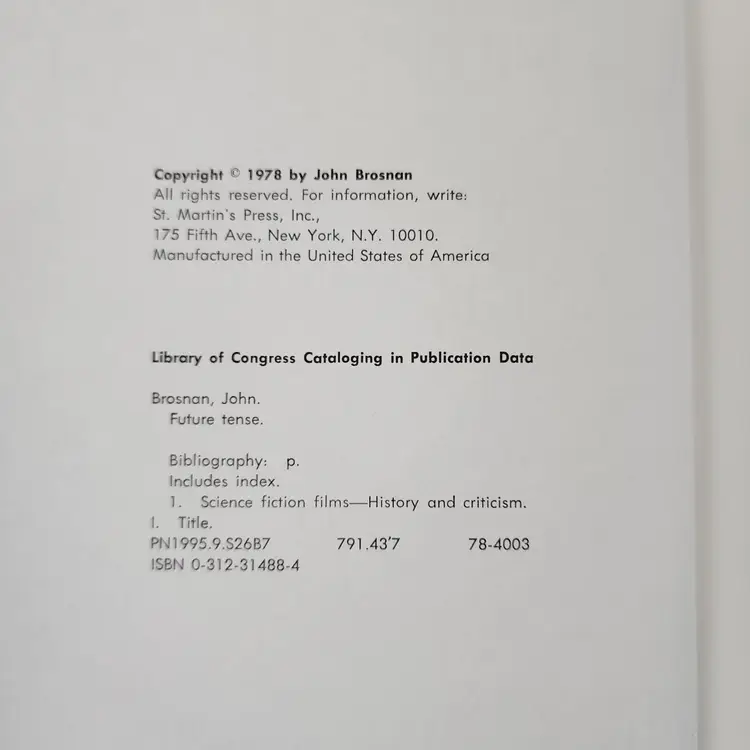 Copyright © 1978 by John Brosnan
All rights reserved. For information, write:
St. Martin's Press, Inc.,
175 Fifth Ave., New York, N.Y. 10010.
Manufactured in the United States of America
Library of Congress Cataloging in Publication Data
Brosnan, John.
Future tense.
Bibliography: p.
Includes index.
1. Science fiction films—History and criticism.
I. Title.
PN1995.9.S26B7 791.43'7 78-4003
ISBN 0-312-31488-4